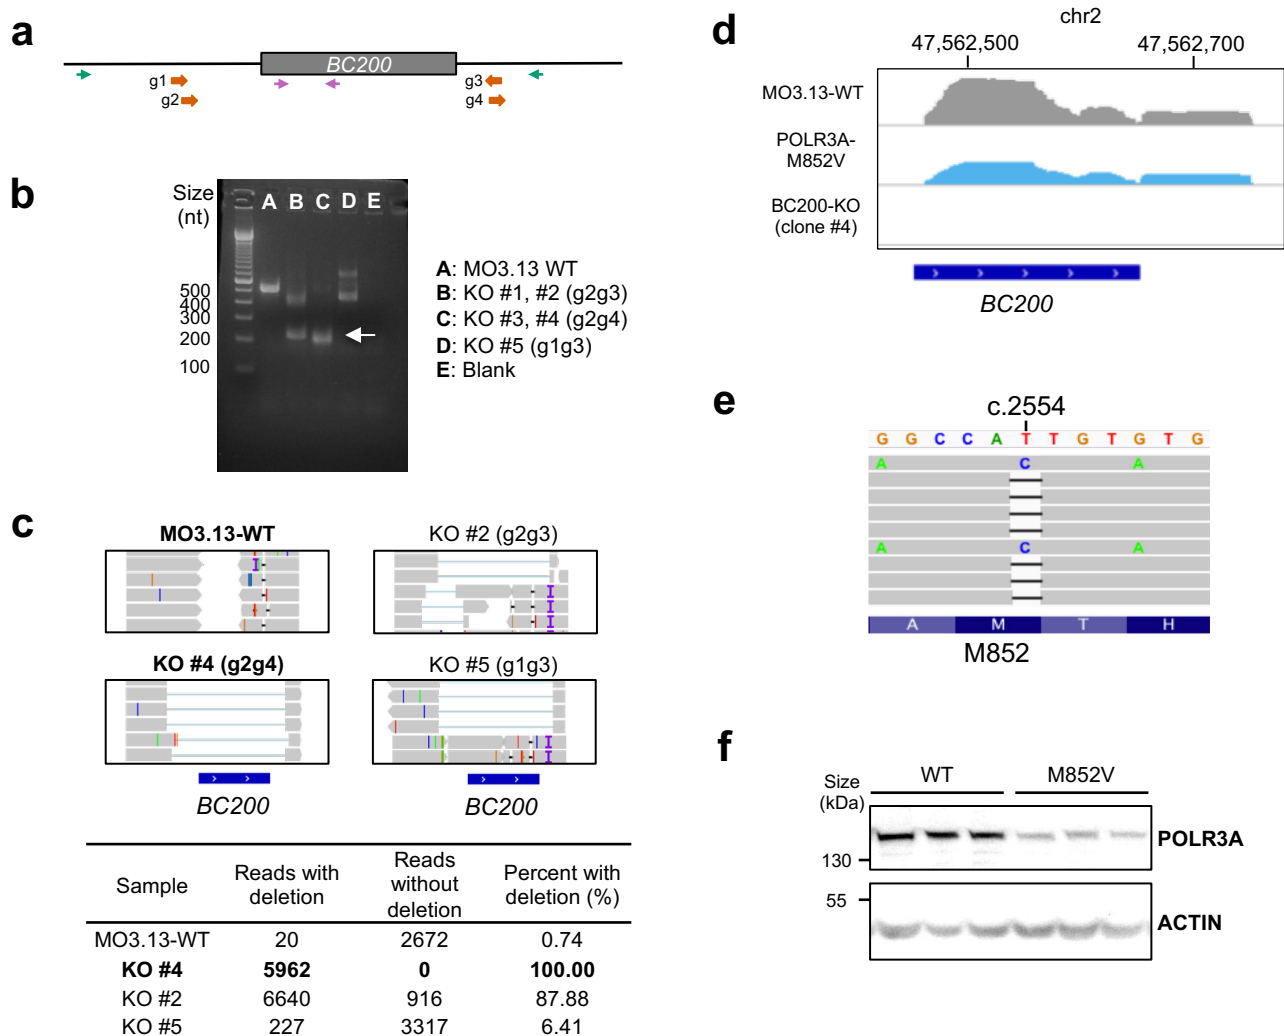 a
BC200
g1
g2
g3
g4
b
Size
(nt)
A B C D E
500
400
300
200
100
A: MO3.13 WT
B: KO #1, #2 (g2g3)
C: KO #3, #4 (g2g4)
D: KO #5 (g1g3)
E: Blank
c
MO3.13-WT
KO #2 (g2g3)
KO #4 (g2g4)
KO #5 (g1g3)
BC200
BC200
Sample Reads with deletion Reads without deletion Percent with deletion (%)
MO3.13-WT 20 2672 0.74
KO #4 5962 0 100.00
KO #2 6640 916 87.88
KO #5 227 3317 6.41
d
chr2
47,562,500 47,562,700
MO3.13-WT
POLR3A-
M852V
BC200-KO
(clone #4)
BC200
e
c.2554
G G C C A T T G T G T G
A C A
A C A
A M T H
M852
f
Size
(kDa)
WT M852V
130
POLR3A
55
ACTIN